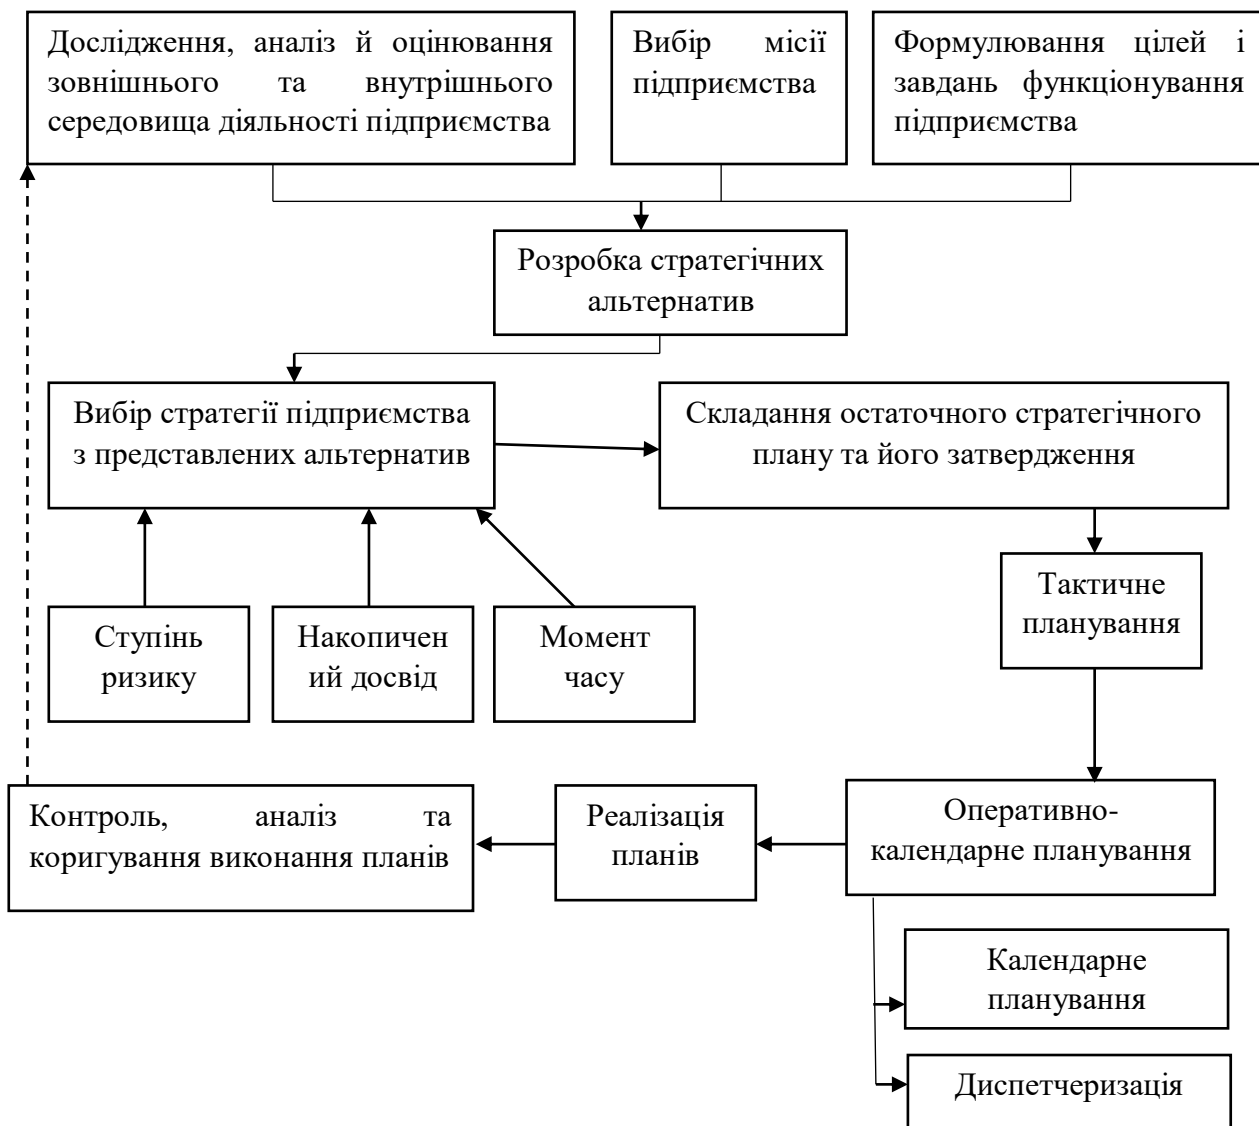 Дослідження, аналіз й оцінювання
зовнішнього та внутрішнього
середовища діяльності підприємства
Вибір місії
підприємства
Формулювання цілей і
завдань функціонування
підприємства
Розробка стратегічних
альтернатив
Вибір стратегії підприємства
з представлених альтернатив
Складання остаточного стратегічного
плану та його затвердження
Тактичне
планування
Ступінь
ризику
Накопичен
ий досвід
Момент
часу
Контроль, аналіз та
коригування виконання планів
Реалізація
планів
Оперативно-
календарне планування
Календарне
планування
Диспетчеризація